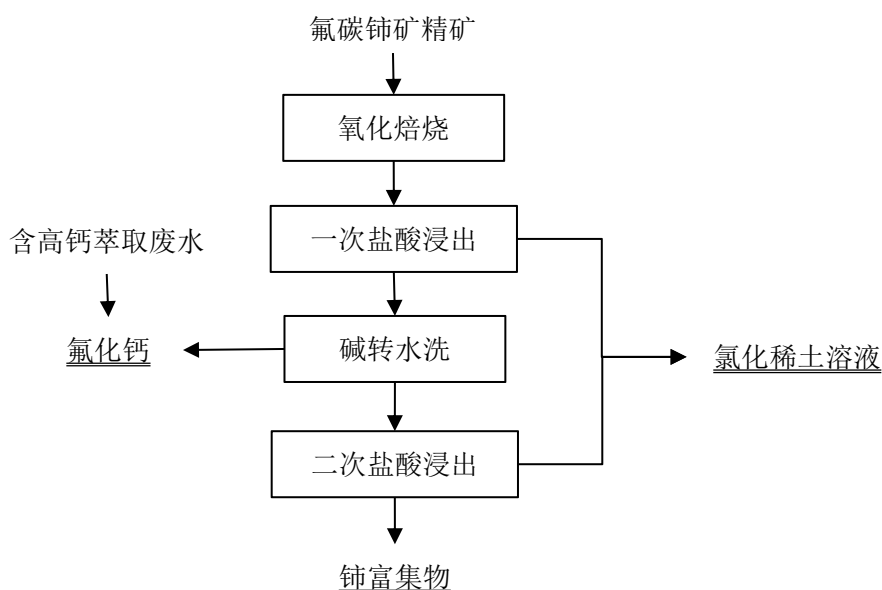 氟碳铈矿精矿
氧化焙烧
一次盐酸浸出
含高钙萃取废水
氟化钙
碱转水洗
氯化稀土溶液
二次盐酸浸出
铈富集物